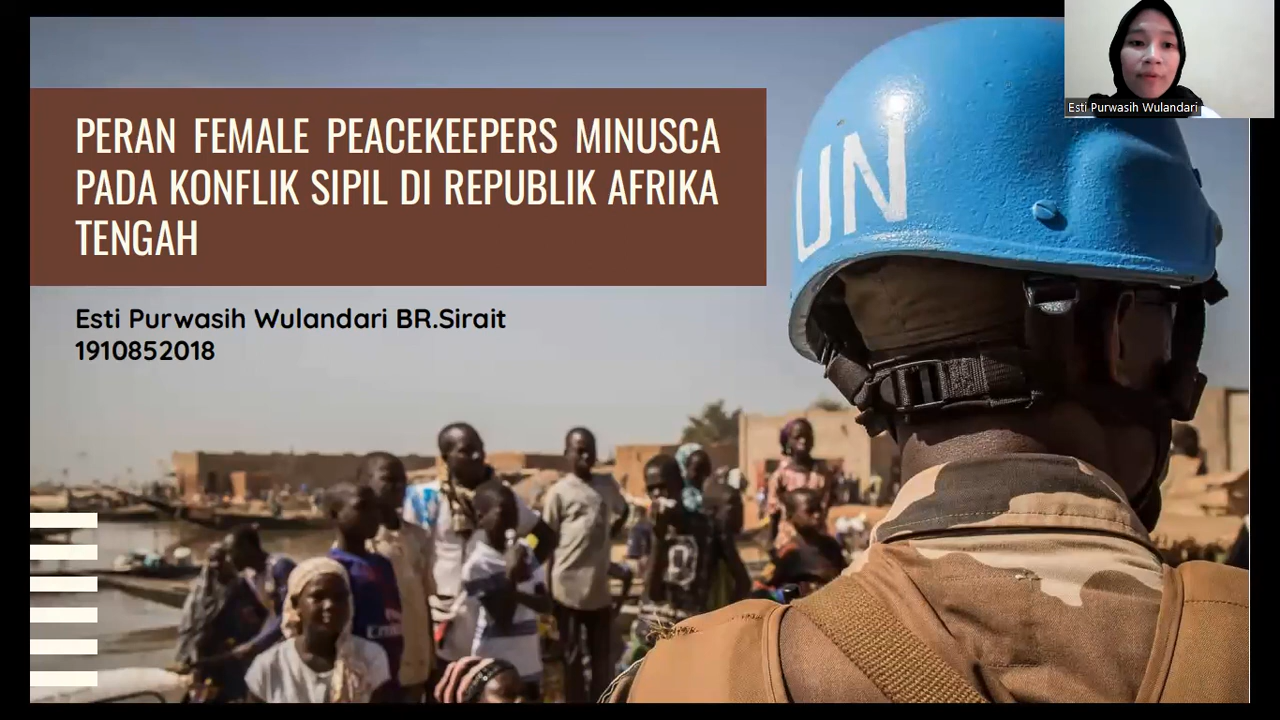 PERAN FEMALE PEACEKEEPERS MINUSCA
PADA KONFLIK SIPIL DI REPUBLIK AFRIKA
TENGAH
Esti Purwasih Wulandari BR.Sirait
1910852018
UN
Esti Purwasih Wulandari